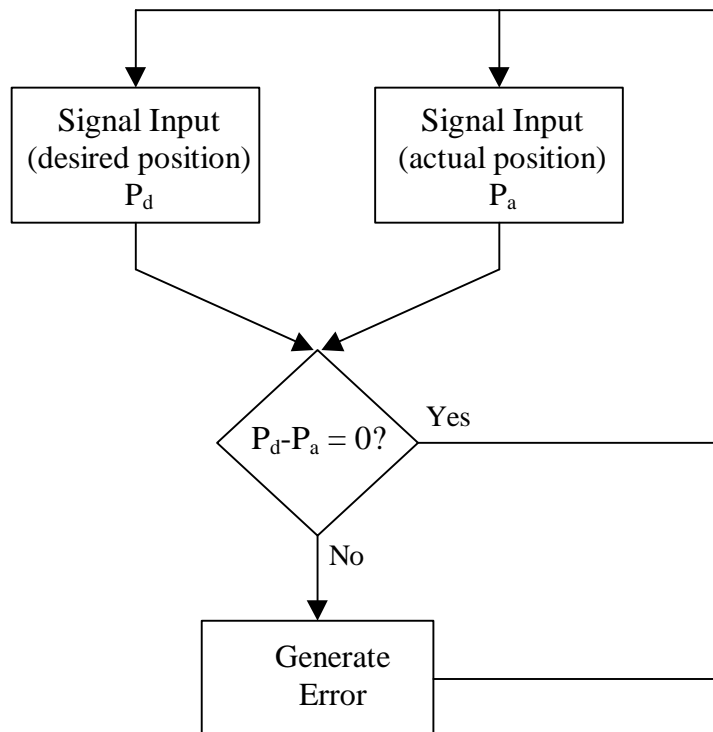 Signal Input
(desired position)
Pd
Signal Input
(actual position)
Pa
Pd-Pa = 0?
Yes
No
Generate
Error